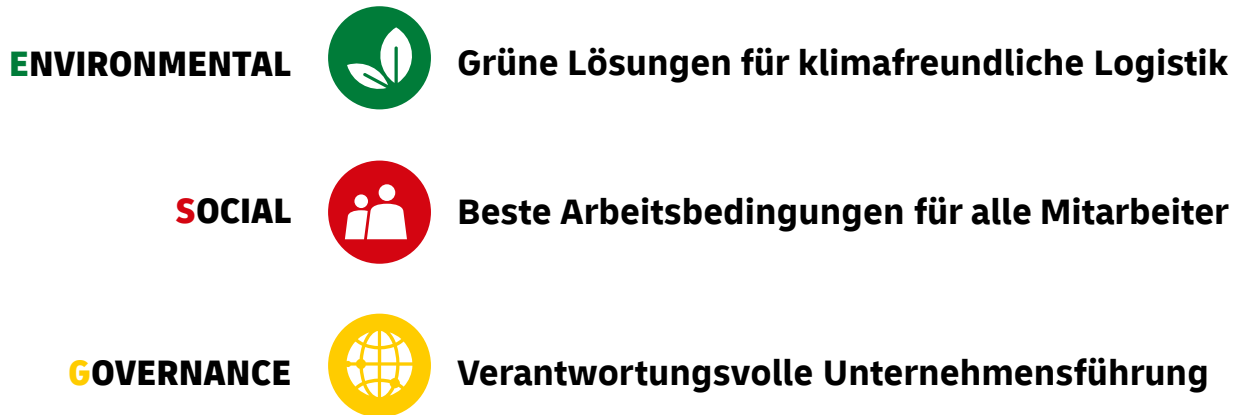 ENVIRONMENTAL Grüne Lösungen für klimafreundliche Logistik
SOCIAL Beste Arbeitsbedingungen für alle Mitarbeiter
GOVERNANCE Verantwortungsvolle Unternehmensführung